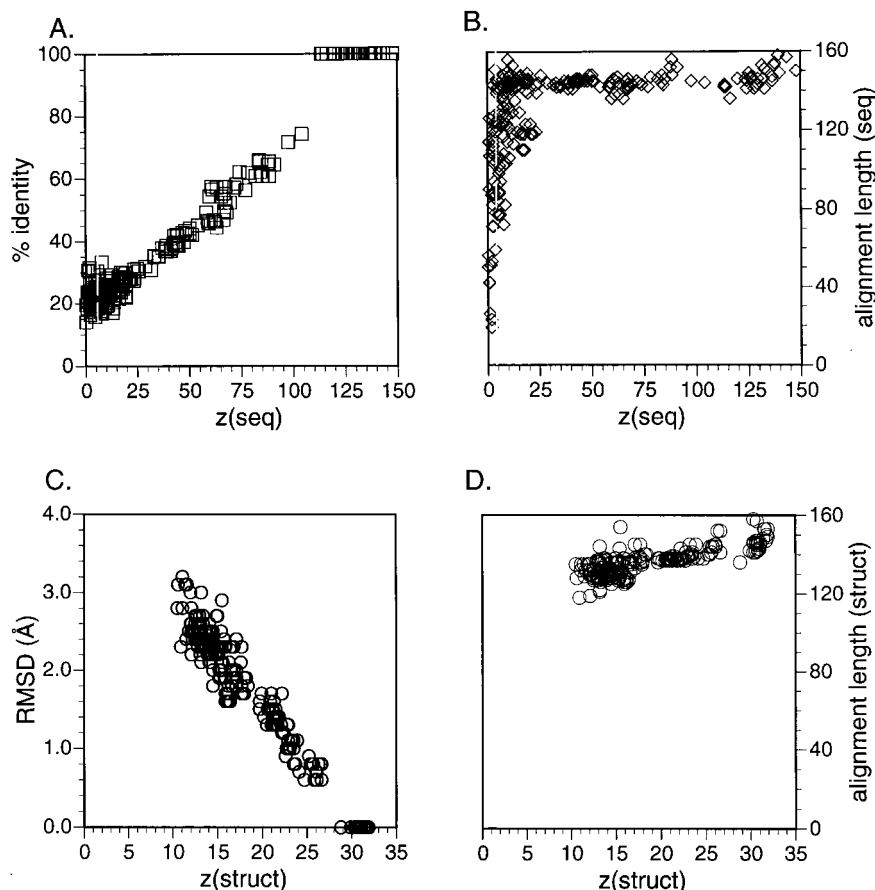 A.
B.
100
80
60
40
20
0
% identity
0 25 50 75 100 125 150
z(seq)
160
120
80
40
0
alignment length (seq)
0 25 50 75 100 125 150
z(seq)
C.
D.
4.0
3.0
2.0
1.0
0.0
RMSD (Å)
0 5 10 15 20 25 30 35
z(struct)
160
120
80
40
0
alignment length (struct)
0 5 10 15 20 25 30 35
z(struct)